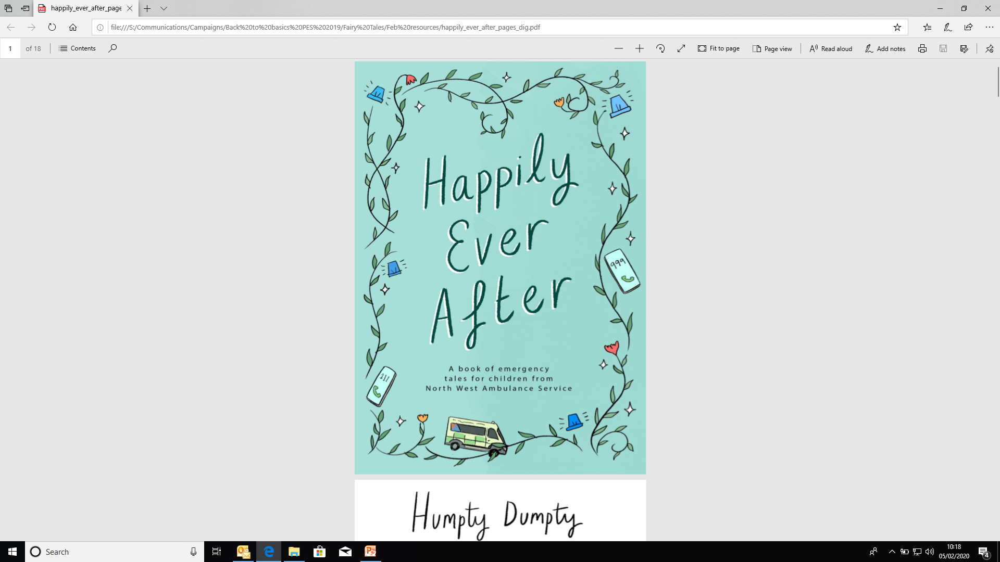 happily_ever_after_page
file:///S:/Communications/Campaigns/Back%20to%20basics%20PES%202019/Fairy%20Tales/Feb%20resources/happily_ever_after_pages_dig.pdf
1 of 18 Contents Fit to page Page view Read aloud Add notes
Happily
Ever
After
999
A book of emergency
tales for children from
North West Ambulance Service
111
Humpty Dumpty
Search
10:18
05/02/2020
4